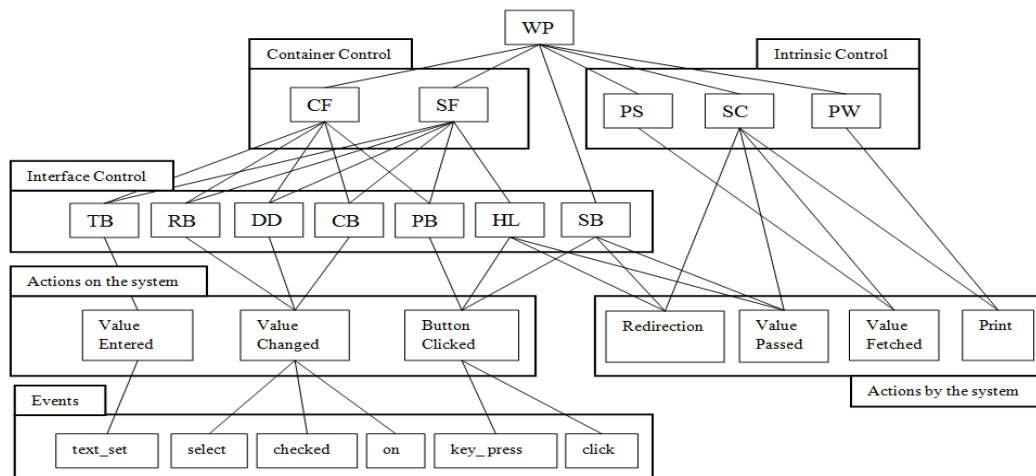 WP
Container Control
Intrinsic Control
CF
SF
PS
SC
PW
Interface Control
TB
RB
DD
CB
PB
HL
SB
Actions on the system
Value
Entered
Value
Changed
Button
Clicked
Redirection
Value
Passed
Value
Fetched
Print
Actions by the system
Events
text_set
select
checked
on
key_ press
click